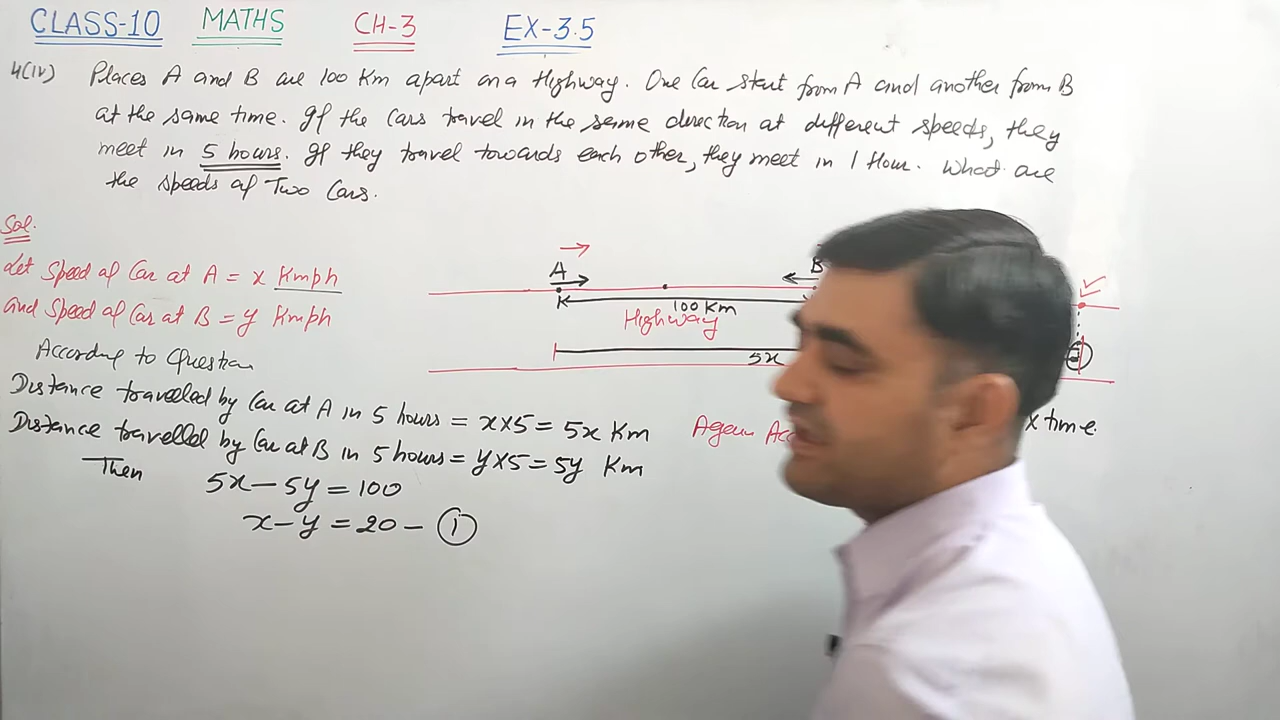 CLASS-10 MATHS CH-3 EX-3.5
4(iv) Places A and B are 100 Km apart on a Highway. One Car start from A and another from B
at the same time. If the cars travel in the same direction at different speeds, they
meet in 5 hours. If they travel towards each other, they meet in 1 Hour. What are
the speeds of Two Cars.
Sol.
Let Speed of Car at A = x Kmph
and Speed of Car at B = y Kmph
According to Question
Distance travelled by Car at A in 5 hours = x×5 = 5x Km
Distance travelled by Car at B in 5 hours = y×5 = 5y Km
Then 5x - 5y = 100
x - y = 20 - (1)
A B
100 Km
Highway
5x
Again
x time